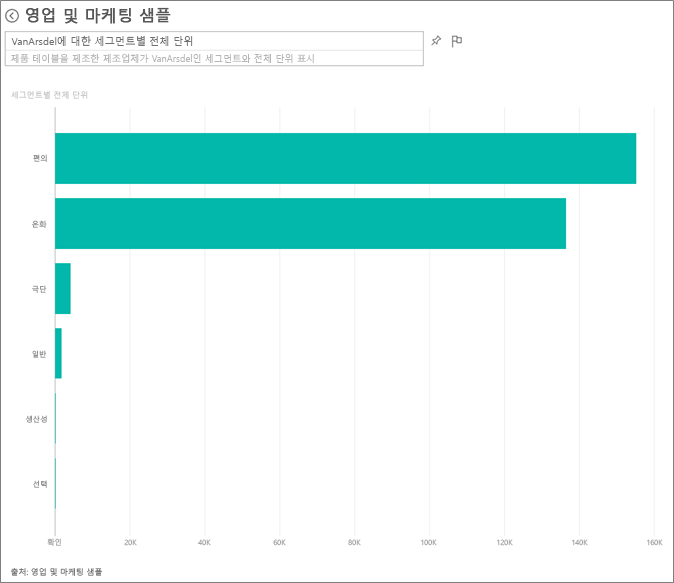 영업 및 마케팅 샘플
VanArsdel에 대한 세그먼트별 전체 단위
제품 테이블을 제조한 제조업체가 VanArsdel인 세그먼트와 전체 단위 표시
세그먼트별 전체 단위
편의
온화
극단
일반
생산성
선택
확인 20K 40K 60K 80K 100K 120K 140K 160K
출처: 영업 및 마케팅 샘플